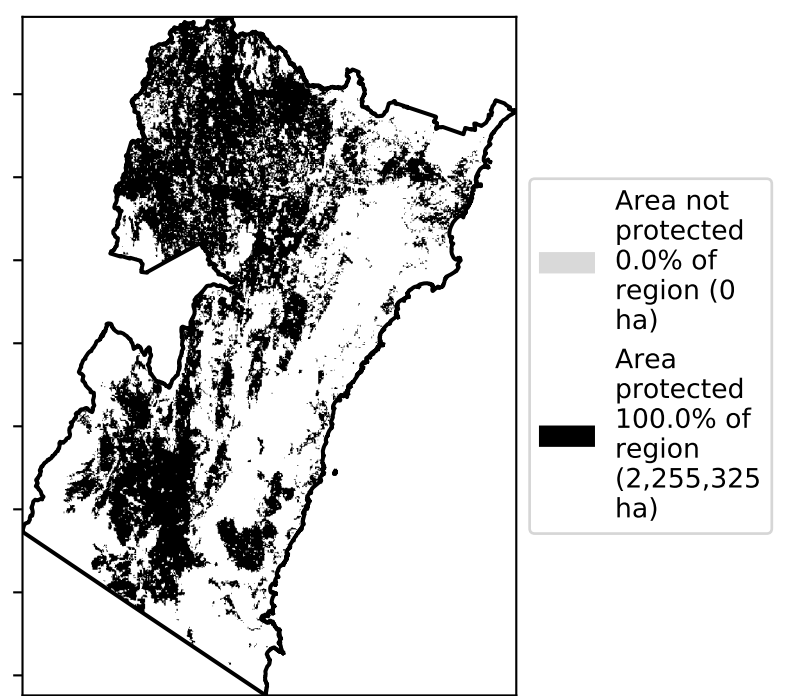 Area not
protected
0.0% of
region (0
ha)
Area
protected
100.0% of
region
(2,255,325
ha)